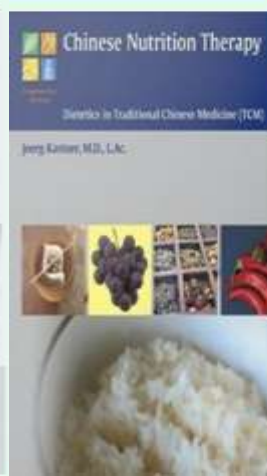 Chinese Nutrition Therapy
Dietetics in Traditional Chinese Medicine (TCM)
Joerg Kastner, M.D., L.Ac.